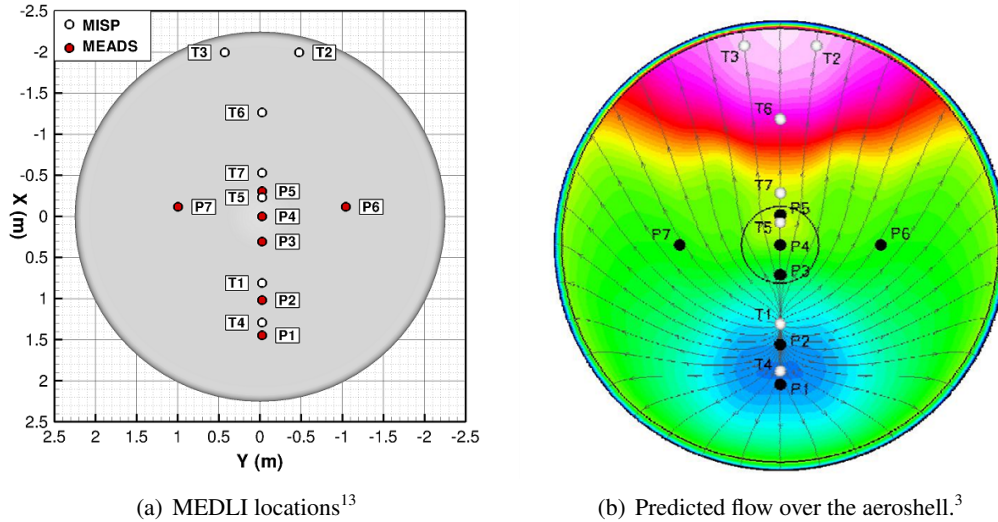 -2.5
-2
-1.5
-1
-0.5
0
0.5
1
1.5
2
2.5
X (m)
MISP
MEADS
T3
T2
T6
T7
P5
T5
P7
P6
P4
P3
T1
P2
T4
P1
2.5 2 1.5 1 0.5 0 -0.5 -1 -1.5 -2 -2.5
Y (m)
(a) MEDLI locations¹³
T3
T2
T6
T7
P5
T5
P7
P4
P6
P3
T1
P2
T4
P1
(b) Predicted flow over the aeroshell.³